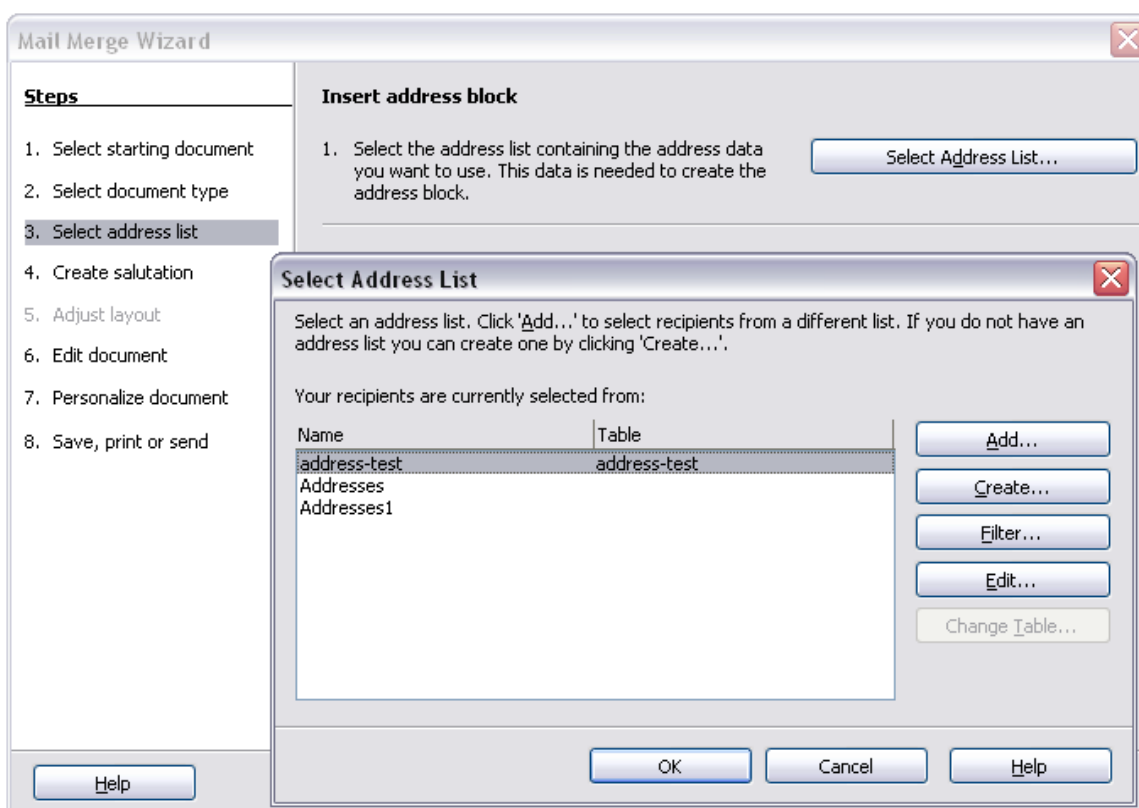 Mail Merge Wizard
Steps
1. Select starting document
2. Select document type
3. Select address list
4. Create salutation
5. Adjust layout
6. Edit document
7. Personalize document
8. Save, print or send
Help
Insert address block
1. Select the address list containing the address data
you want to use. This data is needed to create the
address block.
Select Address List...
Select Address List
Select an address list. Click 'Add...' to select recipients from a different list. If you do not have an
address list you can create one by clicking 'Create...'.
Your recipients are currently selected from:
Name Table
address-test address-test
Addresses
Addresses1
Add...
Create...
Filter...
Edit...
Change Table...
OK Cancel Help